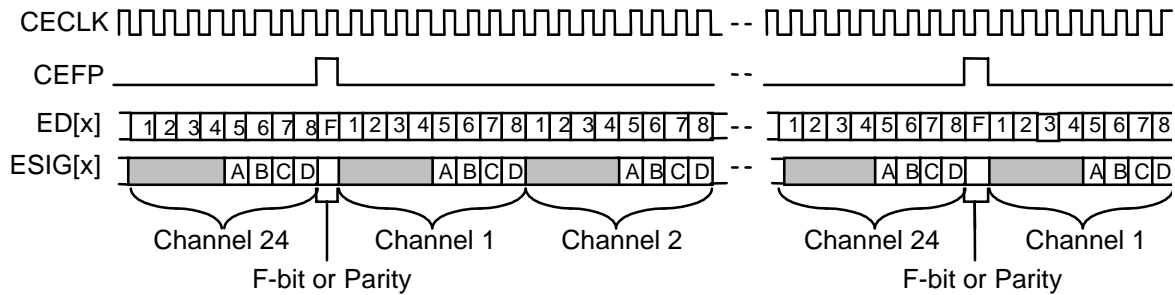 CECLK - -
CEFP - -
ED[x] 1 2 3 4 5 6 7 8 F 1 2 3 4 5 6 7 8 1 2 3 4 5 6 7 8 - - 1 2 3 4 5 6 7 8 F 1 2 3 4 5 6 7 8
ESIG[x] A B C D A B C D A B C D - - A B C D A B C D
Channel 24 Channel 1 Channel 2 Channel 24 Channel 1
F-bit or Parity F-bit or Parity